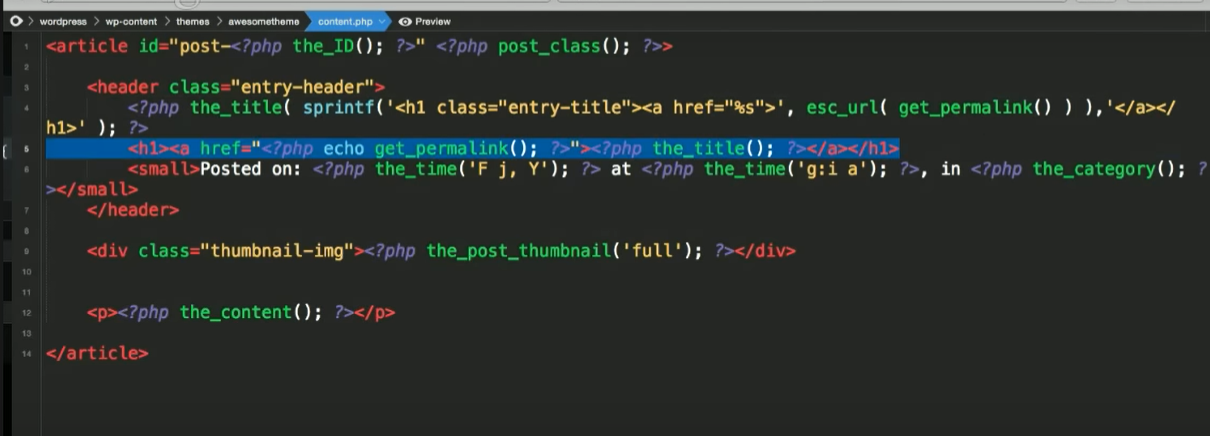 wordpress > wp-content > themes > awesometheme > content.php Preview
1 <article id="post-<?php the_ID(); ?>" <?php post_class(); ?>>
2
3 <header class="entry-header">
4 <?php the_title( sprintf('<h1 class="entry-title"><a href="%s">', esc_url( get_permalink() ) ),'</a></
h1>' ); ?>
5 <h1><a href="<?php echo get_permalink(); ?>"><?php the_title(); ?></a></h1>
6 <small>Posted on: <?php the_time('F j, Y'); ?> at <?php the_time('g:i a'); ?>, in <?php the_category(); ?
></small>
7 </header>
8
9 <div class="thumbnail-img"><?php the_post_thumbnail('full'); ?></div>
10
11
12 <p><?php the_content(); ?></p>
13
14 </article>